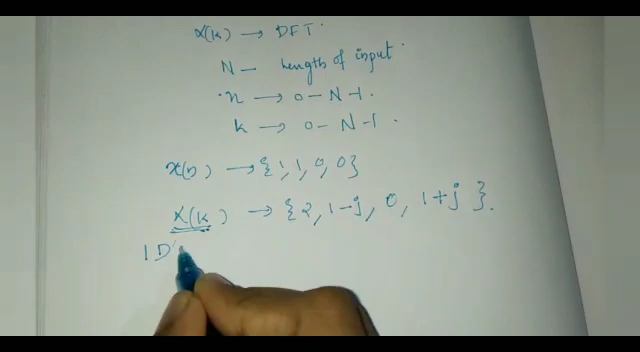 X(k) → DFT.
N — Length of input.
n → 0 - N-1.
k → 0 - N-1.
x(n) → {1, 1, 0, 0}
X(k) → {2, 1-j, 0, 1+j}.
ID